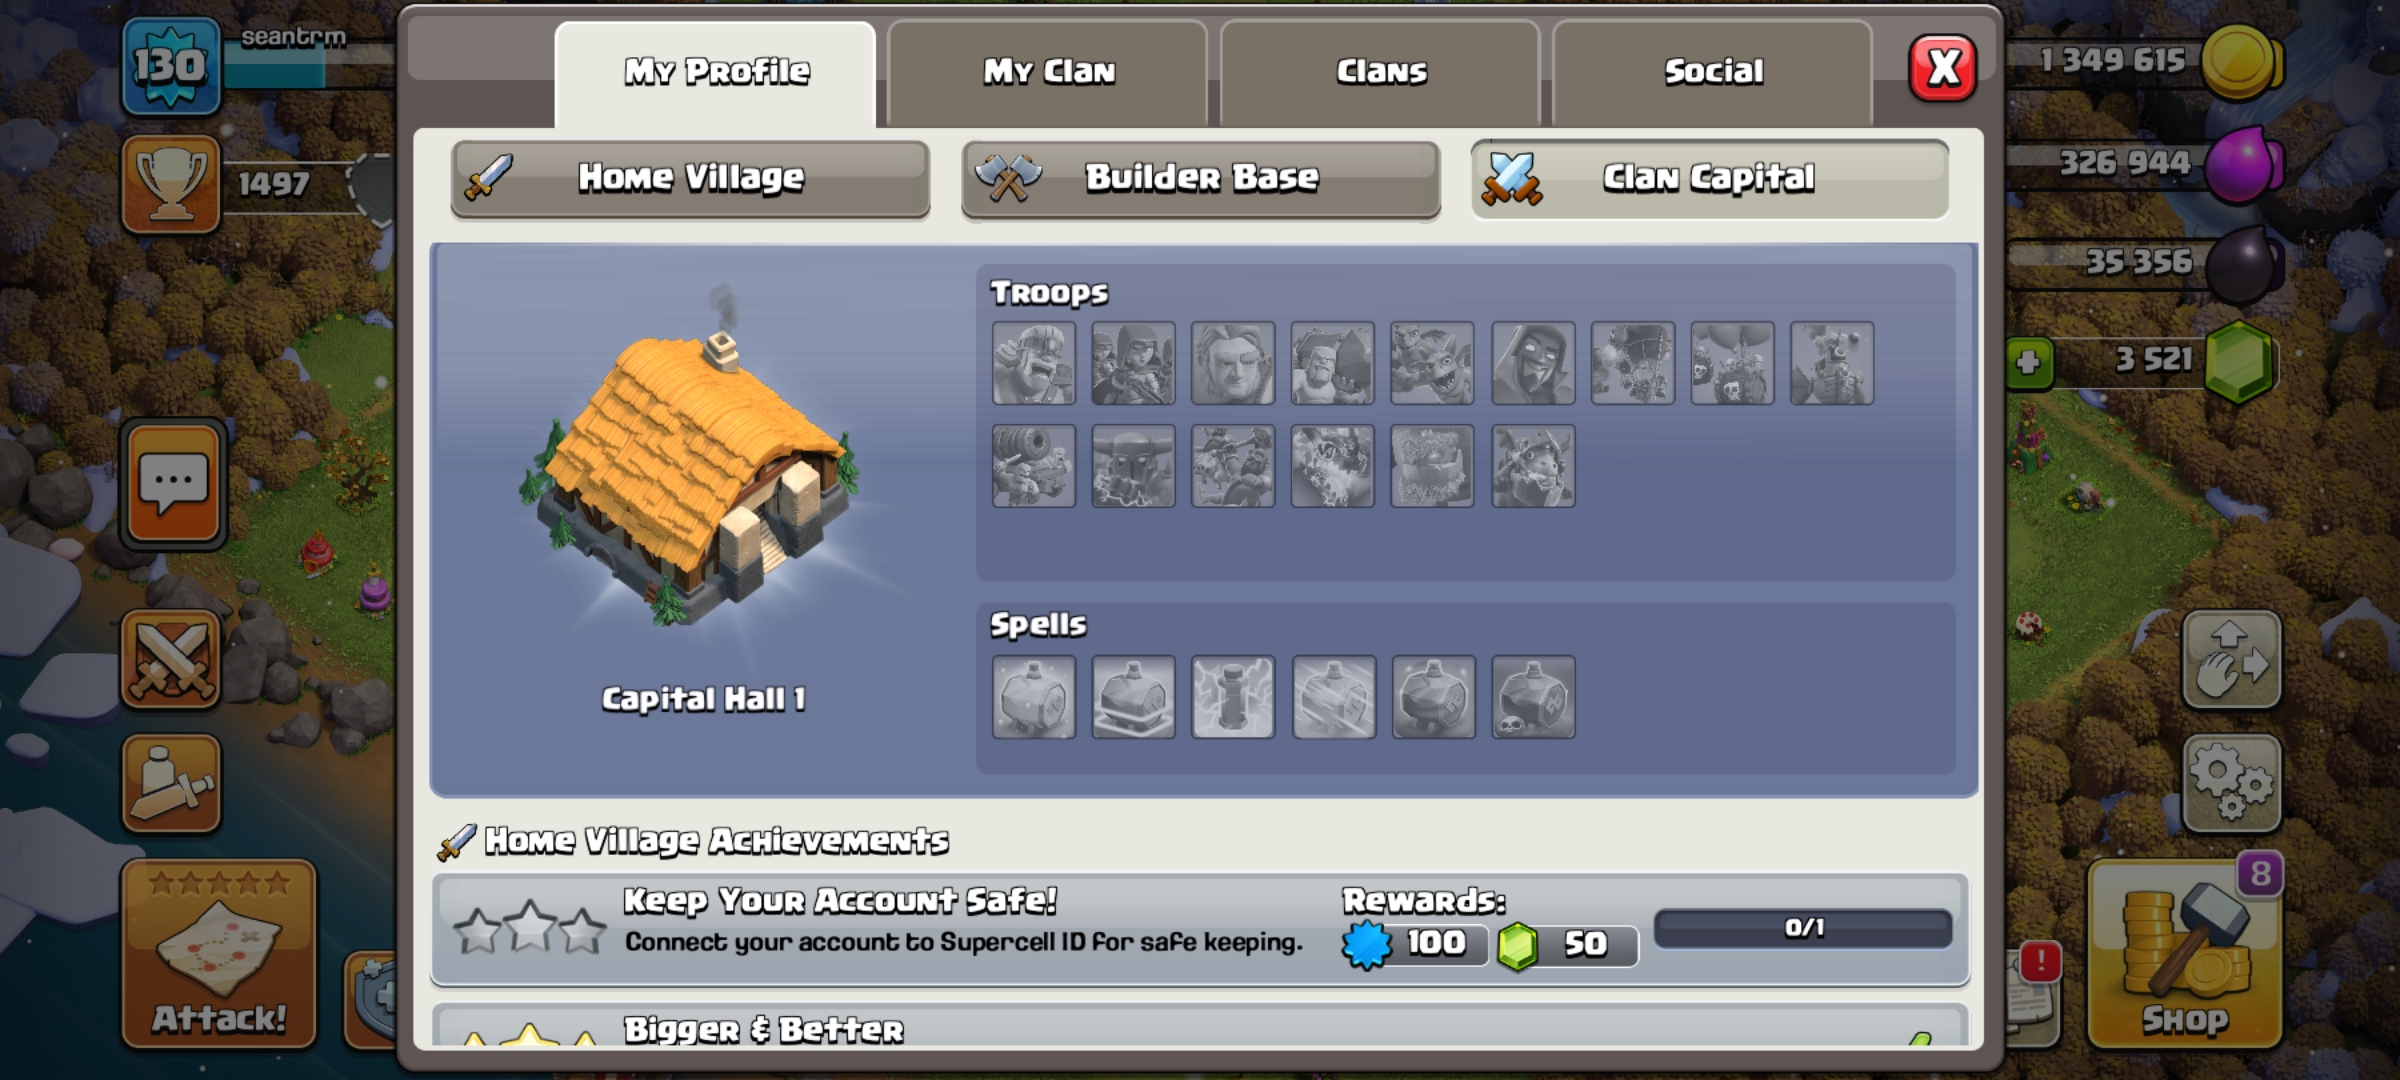 130
seantrm
1497
My Profile
My Clan
Clans
Social
X
1 349 615
326 944
35 356
3 521
Home Village
Builder Base
Clan Capital
Troops
Spells
Capital Hall 1
Home Village Achievements
Keep Your Account Safe!
Connect your account to Supercell ID for safe keeping.
Rewards:
100
50
0/1
Bigger & Better
Attack!
8
!
Shop